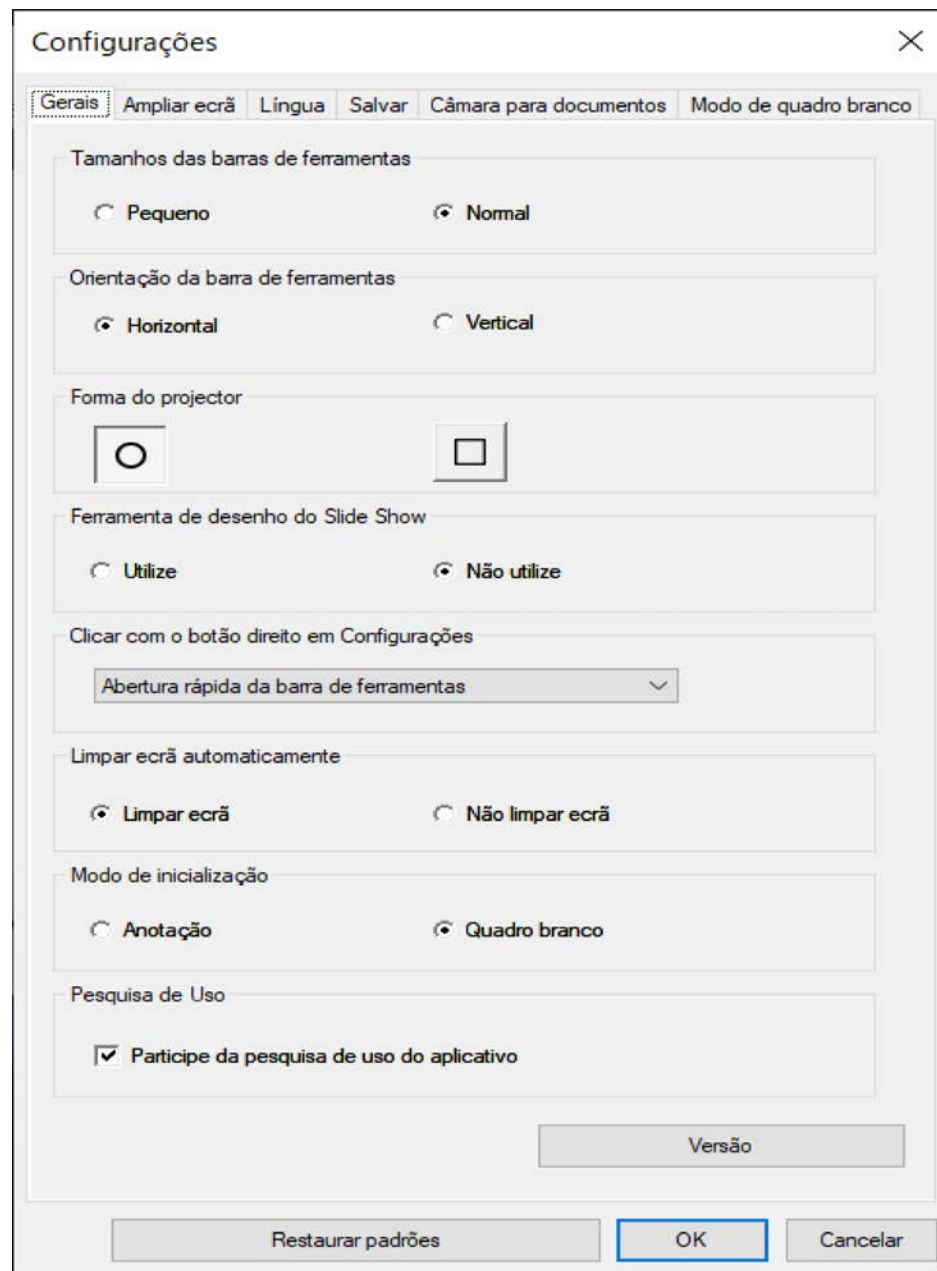 Configurações
Gerais Ampliar ecrã Língua Salvar Câmara para documentos Modo de quadro branco
Tamanhos das barras de ferramentas
Pequeno Normal
Orientação da barra de ferramentas
Horizontal Vertical
Forma do projector
Ferramenta de desenho do Slide Show
Utilize Não utilize
Clicar com o botão direito em Configurações
Abertura rápida da barra de ferramentas
Limpar ecrã automaticamente
Limpar ecrã Não limpar ecrã
Modo de inicialização
Anotação Quadro branco
Pesquisa de Uso
Participe da pesquisa de uso do aplicativo
Versão
Restaurar padrões OK Cancelar